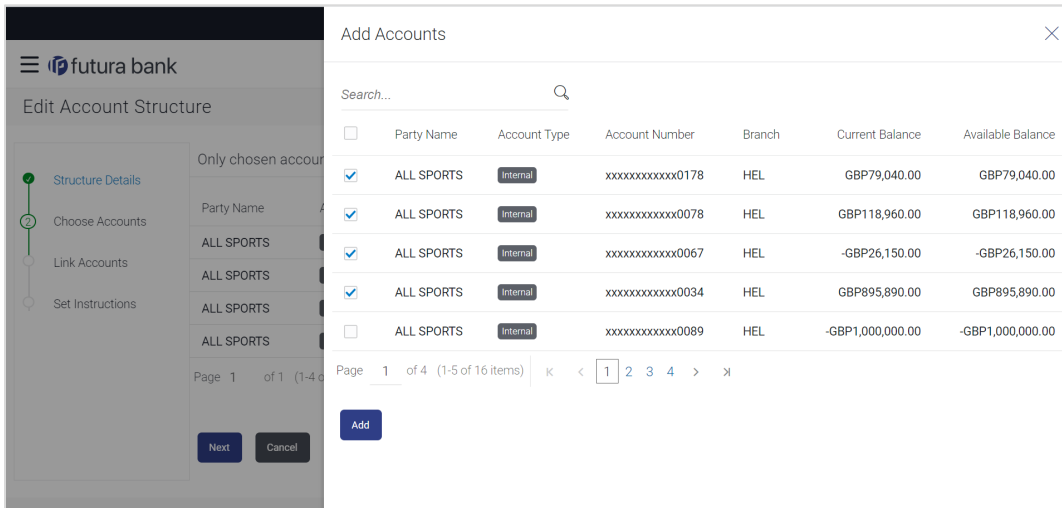 Add Accounts
futura bank
Edit Account Structure
Search...
Party Name Account Type Account Number Branch Current Balance Available Balance
ALL SPORTS Internal xxxxxxxxxxxx0178 HEL GBP79,040.00 GBP79,040.00
ALL SPORTS Internal xxxxxxxxxxxx0078 HEL GBP118,960.00 GBP118,960.00
ALL SPORTS Internal xxxxxxxxxxxx0067 HEL -GBP26,150.00 -GBP26,150.00
ALL SPORTS Internal xxxxxxxxxxxx0034 HEL GBP895,890.00 GBP895,890.00
ALL SPORTS Internal xxxxxxxxxxxx0089 HEL -GBP1,000,000.00 -GBP1,000,000.00
Page 1 of 4 (1-5 of 16 items) K < 1 2 3 4 >
Add
Structure Details
2 Choose Accounts
Link Accounts
Set Instructions
Only chosen accour
Party Name A
ALL SPORTS
ALL SPORTS
ALL SPORTS
ALL SPORTS
Page 1 of 1 (1-4 o
Next Cancel